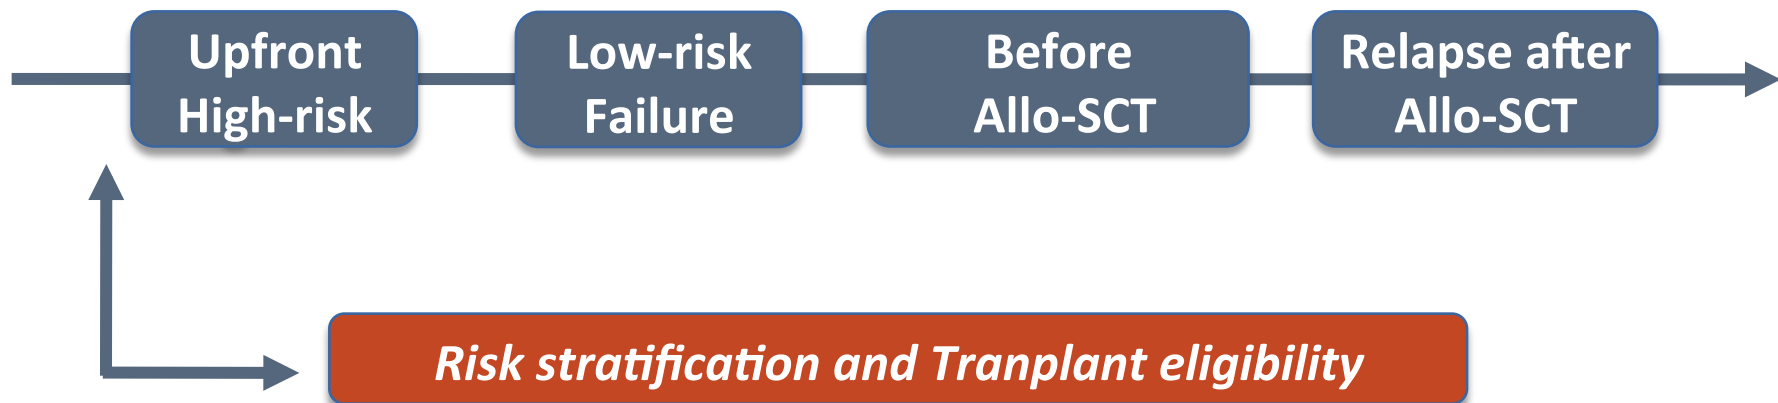 Upfront
High-risk
Low-risk
Failure
Before
Allo-SCT
Relapse after
Allo-SCT
Risk stratification and Tranplant eligibility